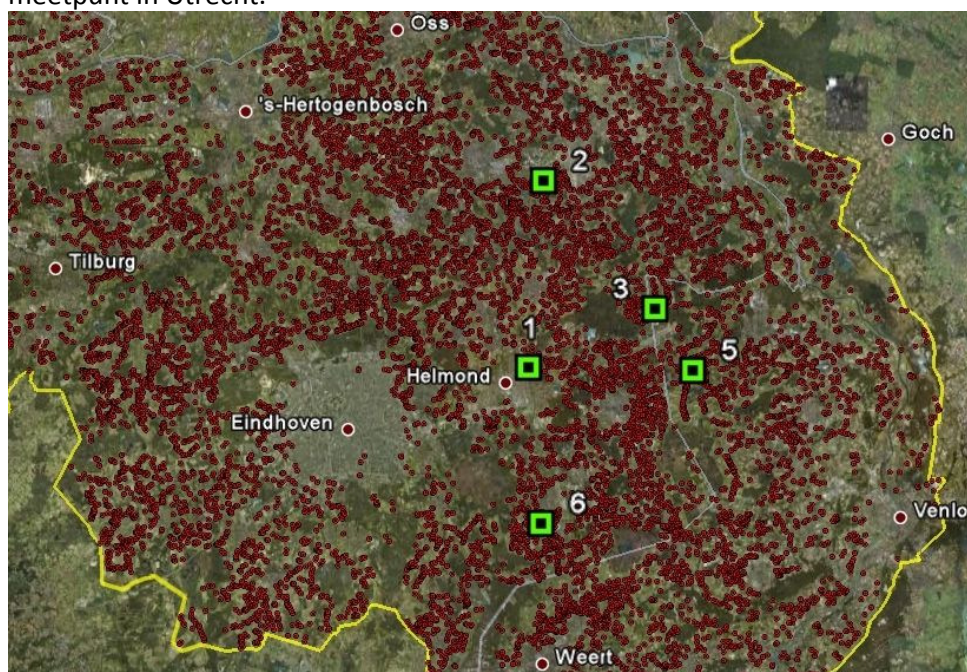 meetpunt in Utrecht.
Oss
's-Hertogenbosch
Goch
2
Tilburg
3
1
5
Helmond
Eindhoven
6
Venlo
Weert